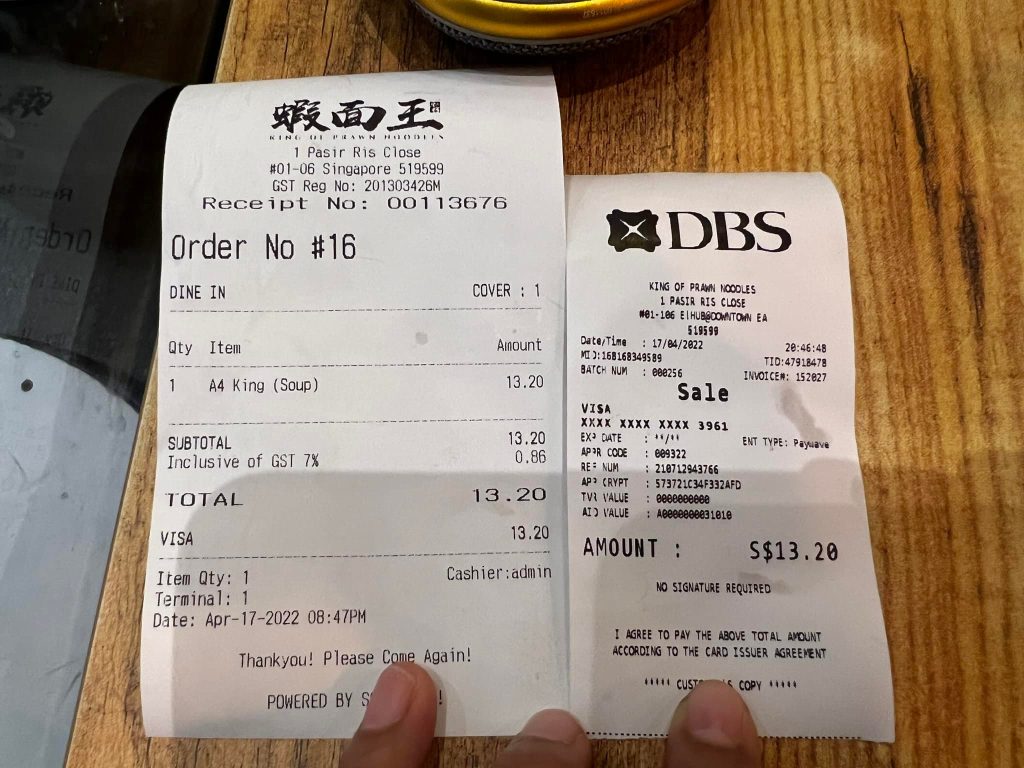 蝦面王
KING OF PRAWN NOODLES
1 Pasir Ris Close
#01-06 Singapore 519599
GST Reg No: 201303426M
Receipt No: 00113676
Order No #16
DINE IN COVER : 1
Qty Item Amount
1 A4 King (Soup) 13.20
SUBTOTAL 13.20
Inclusive of GST 7% 0.86
TOTAL 13.20
VISA 13.20
Item Qty: 1 Cashier:admin
Terminal: 1
Date: Apr-17-2022 08:47PM
Thankyou! Please Come Again!
POWERED BY
DBS
KING OF PRAWN NOODLES
1 PASIR RIS CLOSE
#01-106 E!HUB@DOWNTOWN EA
519599
Date/Time : 17/04/2022 20:46:48
MID:168168349589 TID:47918478
BATCH NUM : 000256 INVOICE#: 152027
Sale
VISA
XXXX XXXX XXXX 3961
EXP DATE : **/** ENT TYPE: Paywave
APPR CODE : 009322
REF NUM : 210712943766
APP CRYPT : 573721C34F332AFD
TVR VALUE : 0000000000
AID VALUE : A0000000031010
AMOUNT : S$13.20
NO SIGNATURE REQUIRED
I AGREE TO PAY THE ABOVE TOTAL AMOUNT
ACCORDING TO THE CARD ISSUER AGREEMENT
***** COPY *****